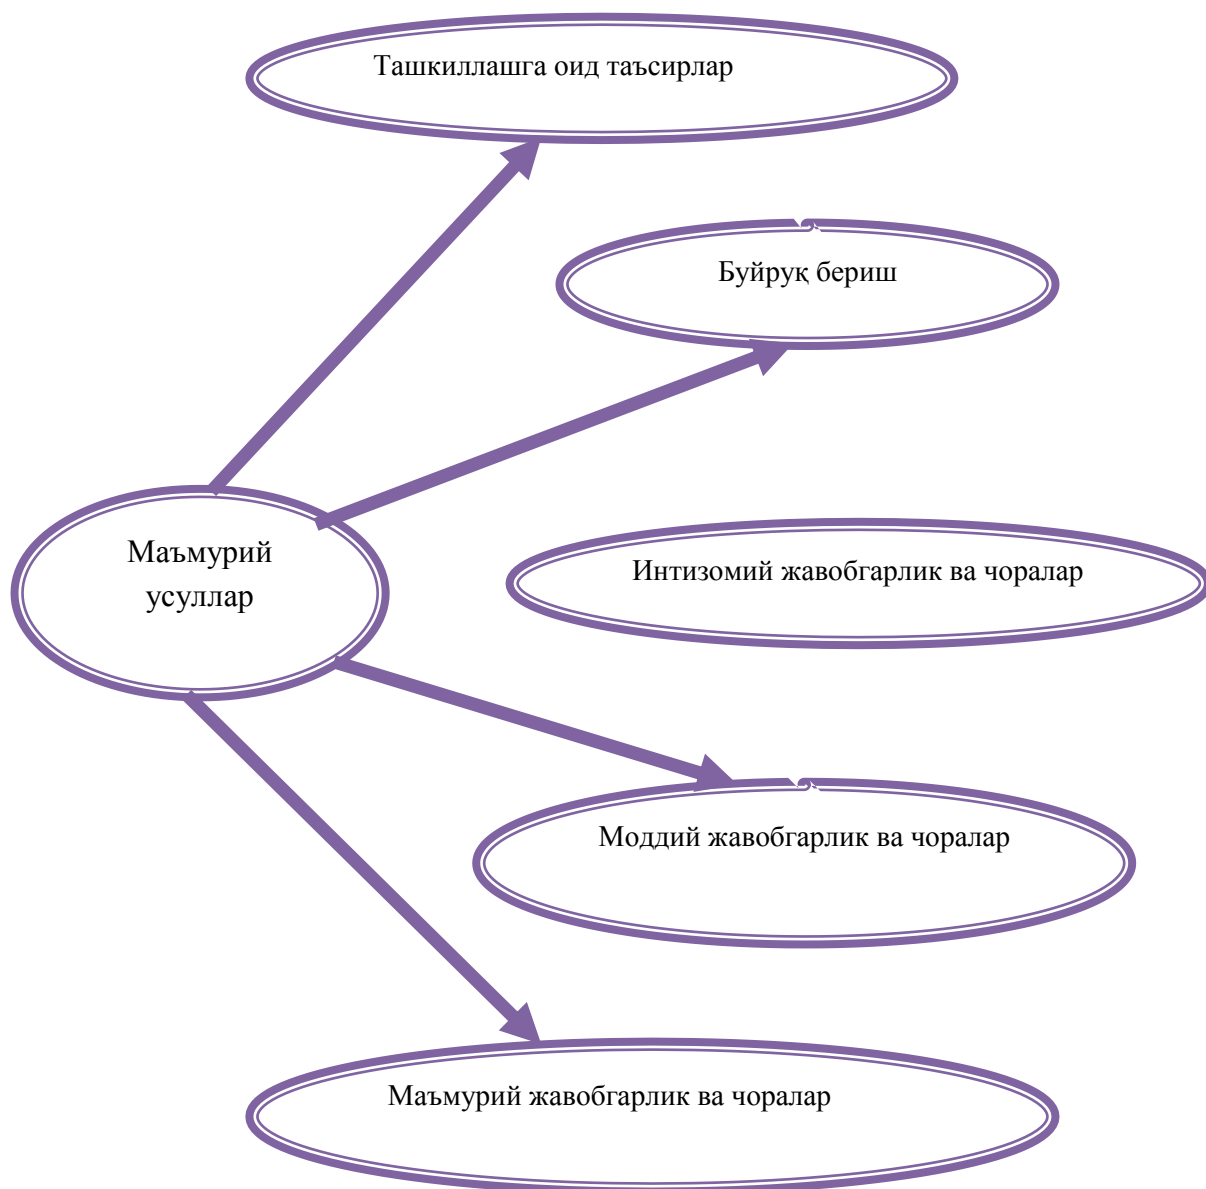 Ташкиллашга оид таъсирлар
Буйруқ бериш
Маъмурий
усуллар
Интизомий жавобгарлик ва чоралар
Моддий жавобгарлик ва чоралар
Маъмурий жавобгарлик ва чоралар